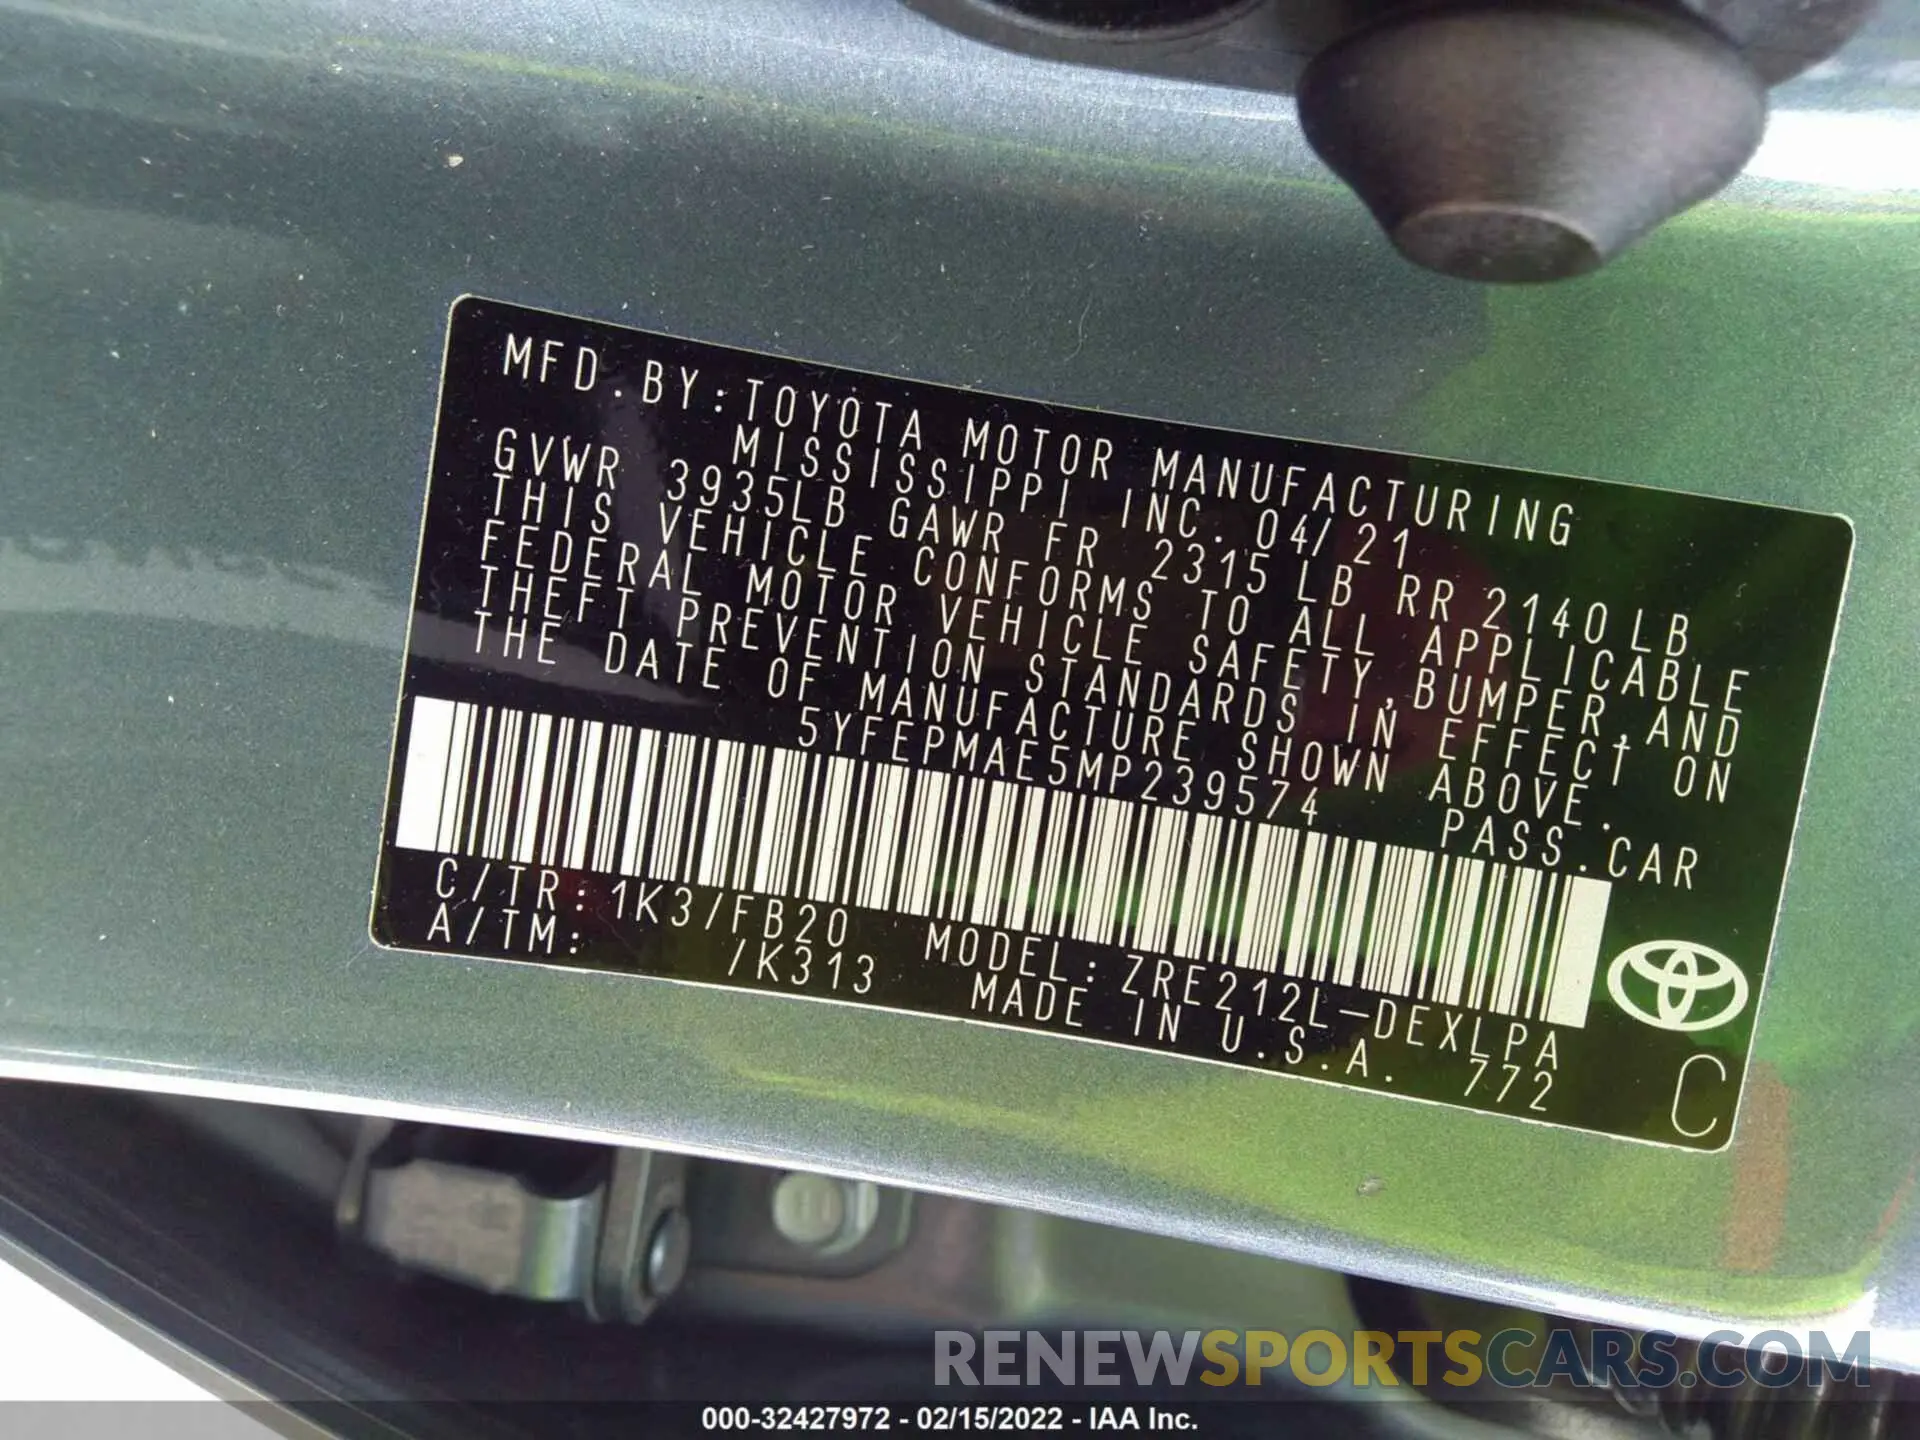 MFD.BY:TOYOTA MOTOR MANUFACTURING
MISSISSIPPI INC. 04/21
GVWR 3935LB GAWR FR 2315LB RR 2140LB
THIS VEHICLE CONFORMS TO ALL APPLICABLE
FEDERAL MOTOR VEHICLE SAFETY,BUMPER,AND
THEFT PREVENTION STANDARDS IN EFFECT ON
THE DATE OF MANUFACTURE SHOWN ABOVE.
5YFEPMAE5MP239574 PASS.CAR
C/TR:1K3/FB20 MODEL:ZRE212L-DEXLPA
A/TM: /K313 MADE IN U.S.A. 772
C
RENEWSPORTSCARS.COM
000-32427972 - 02/15/2022 - IAA Inc.